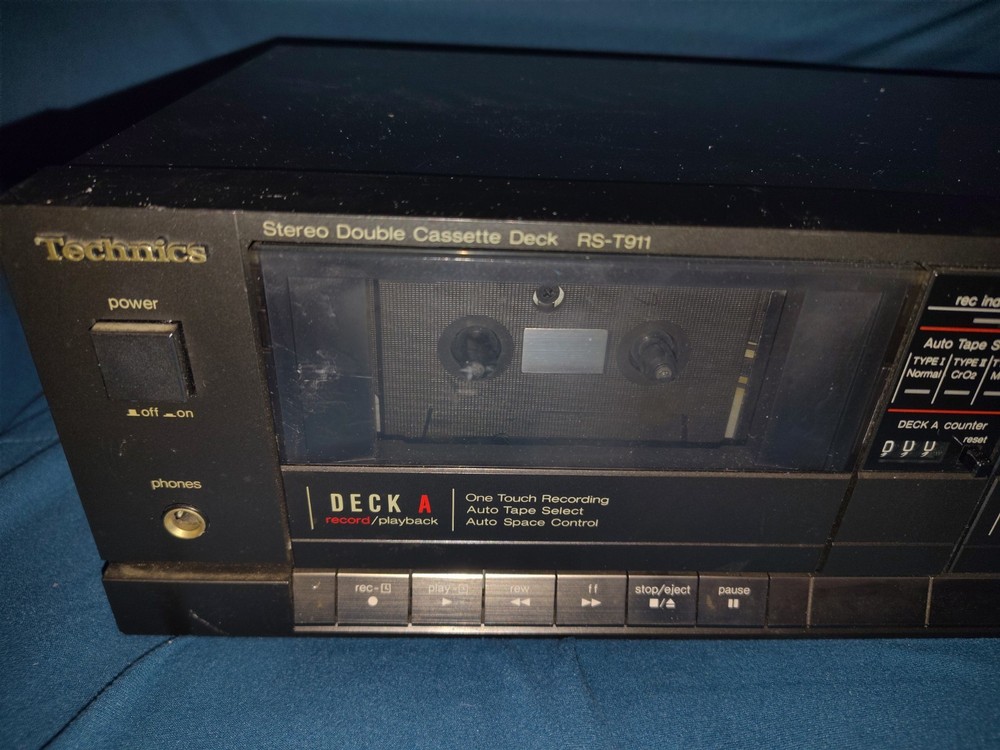 Technics
Stereo Double Cassette Deck RS-T911
power
off on
phones
DECK A
record/playback
One Touch Recording
Auto Tape Select
Auto Space Control
rec
Auto Tape
TYPE I TYPE II
Normal CrO2
DECK A counter
reset
rec-
play-
rew
ff
stop/eject
pause